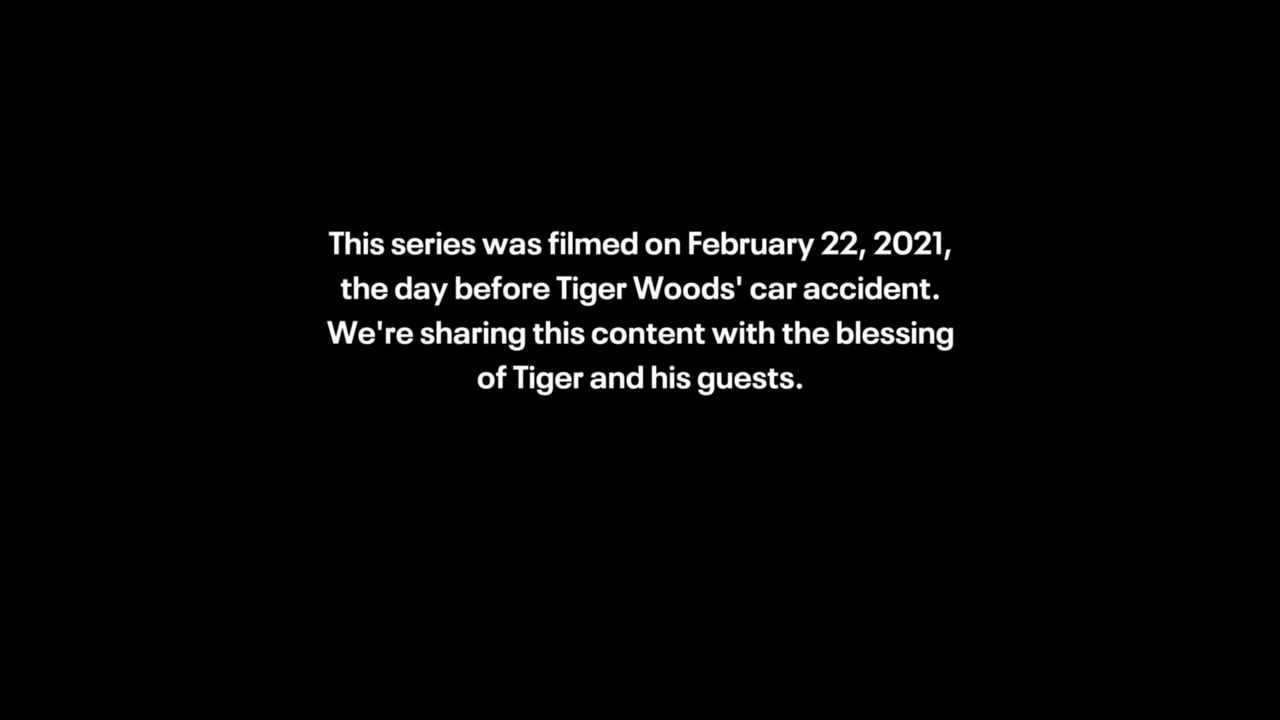 This series was filmed on February 22, 2021,
the day before Tiger Woods' car accident.
We're sharing this content with the blessing
of Tiger and his guests.